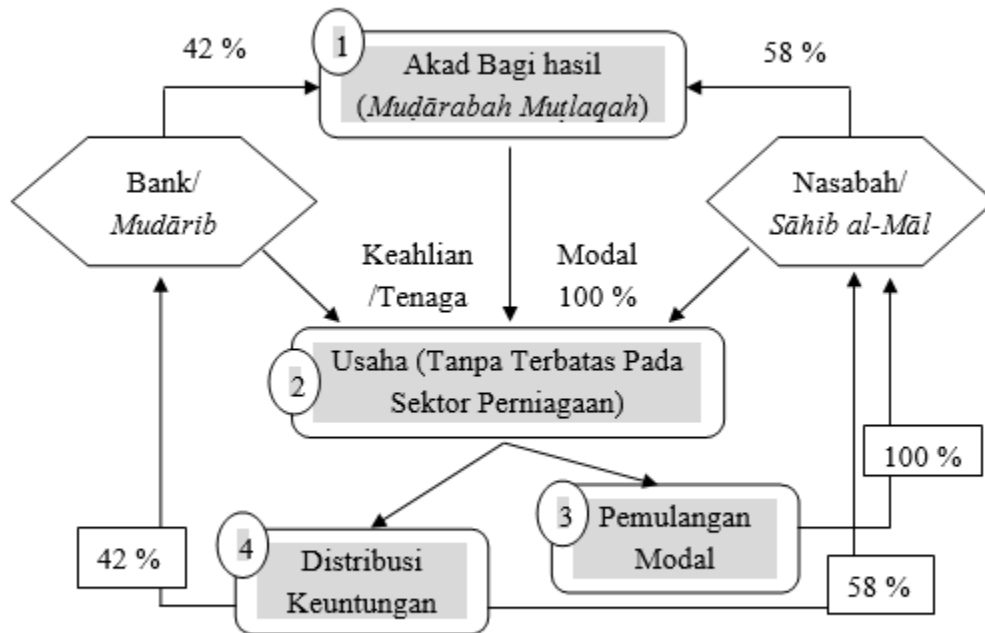 42 %
1
Akad Bagi hasil
(Muḍārabah Muṭlaqah)
58 %
Bank/
Mudārib
Nasabah/
Sāhib al-Māl
Keahlian
/Tenaga
Modal
100 %
2
Usaha (Tanpa Terbatas Pada
Sektor Perniagaan)
100 %
3
Pemulangan
Modal
42 %
4
Distribusi
Keuntungan
58 %